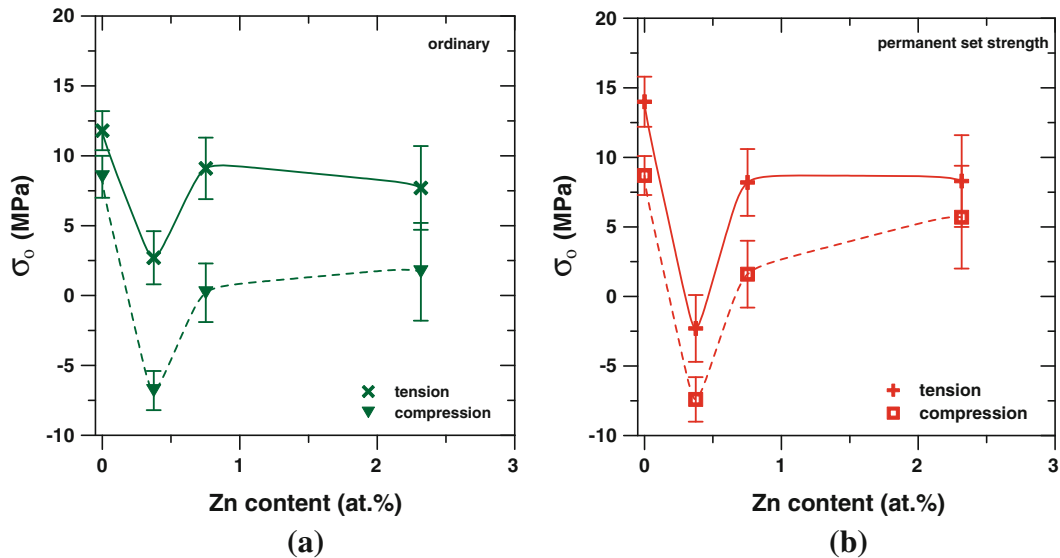 20
15
10
5
0
-5
-10
σo (MPa)
ordinary
tension
compression
0
1
2
3
Zn content (at.%)
(a)
20
15
10
5
0
-5
-10
σo (MPa)
permanent set strength
tension
compression
0
1
2
3
Zn content (at.%)
(b)